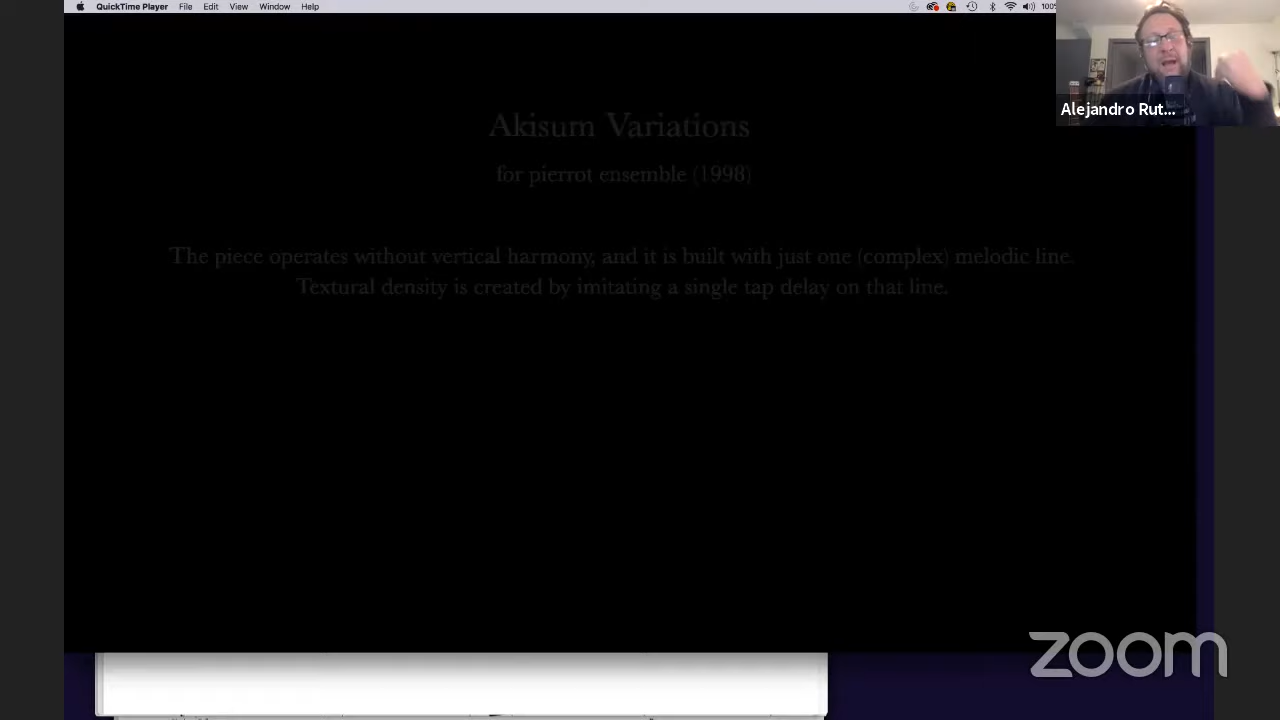 QuickTime Player File Edit View Window Help 100%
Alejandro Rut...
Akisum Variations
for pierrot ensemble (1998)
The piece operates without vertical harmony, and it is built with just one (complex) melodic line.
Textural density is created by imitating a single tap delay on that line.
zoom